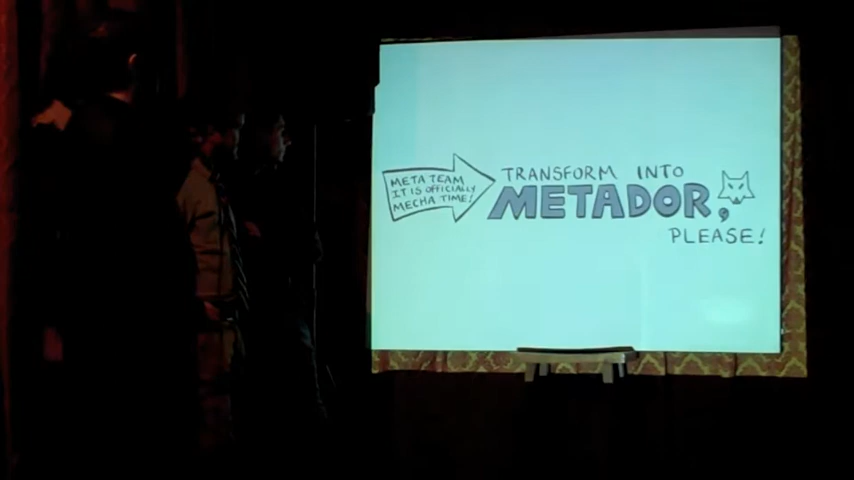 META TEAM
IT IS OFFICIALLY
MECHA TIME!
TRANSFORM INTO
METADOR,
PLEASE!